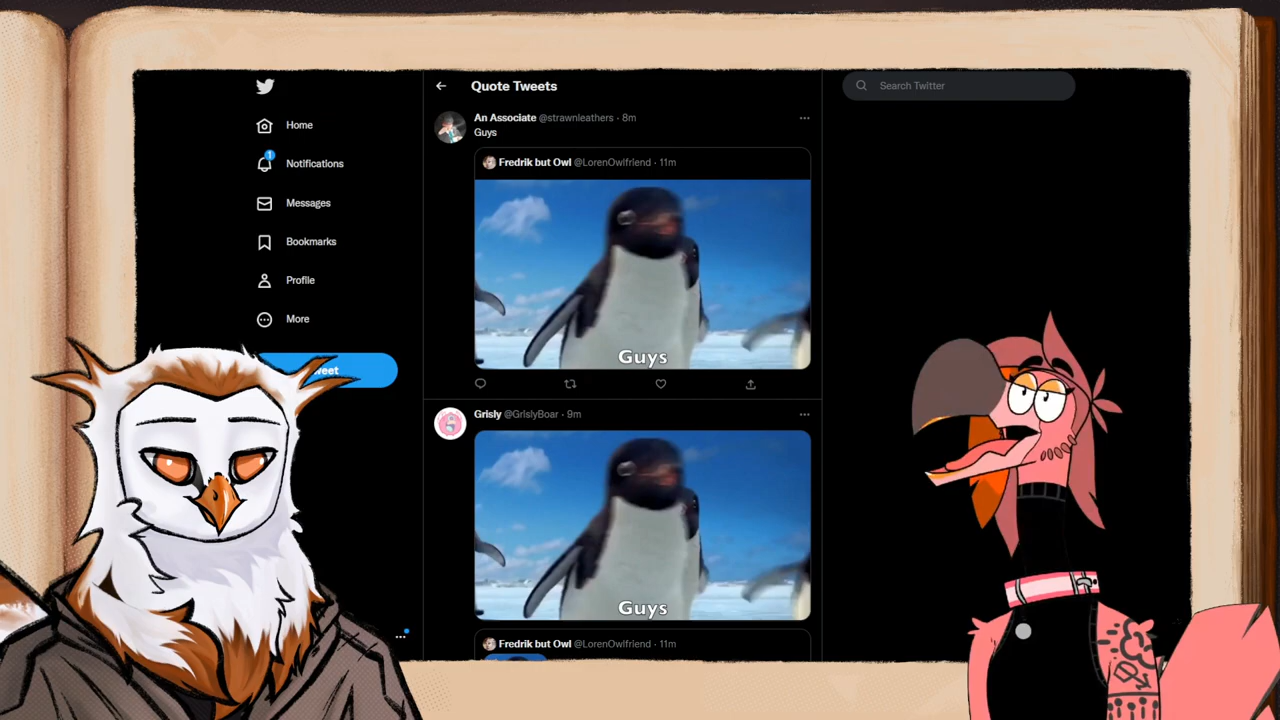 Quote Tweets
Search Twitter
Home
Notifications
1
Messages
Bookmarks
Profile
More
An Associate @strawnleathers · 8m
Guys
Fredrik but Owl @LorenOwlfriend · 11m
Guys
Grisly @GrislyBoar · 9m
Guys
Fredrik but Owl @LorenOwlfriend · 11m